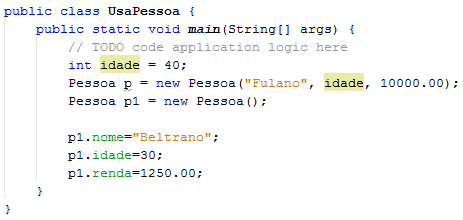 public class UsaPessoa {
    public static void main(String[] args) {
        // TODO code application logic here
        int idade = 40;
        Pessoa p = new Pessoa("Fulano", idade, 10000.00);
        Pessoa p1 = new Pessoa();

        p1.nome="Beltrano";
        p1.idade=30;
        p1.renda=1250.00;
    }
}